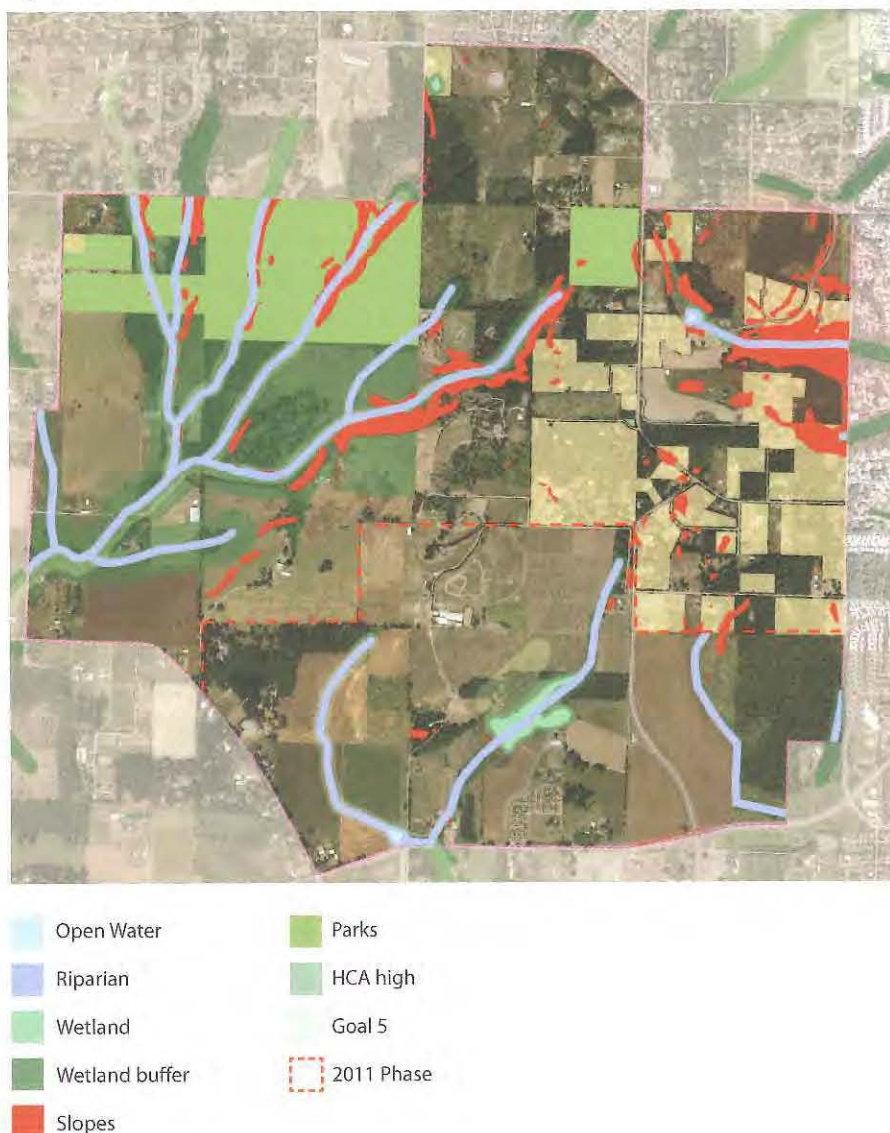 Open Water
Riparian
Wetland
Wetland buffer
Slopes
Parks
HCA high
Goal 5
2011 Phase